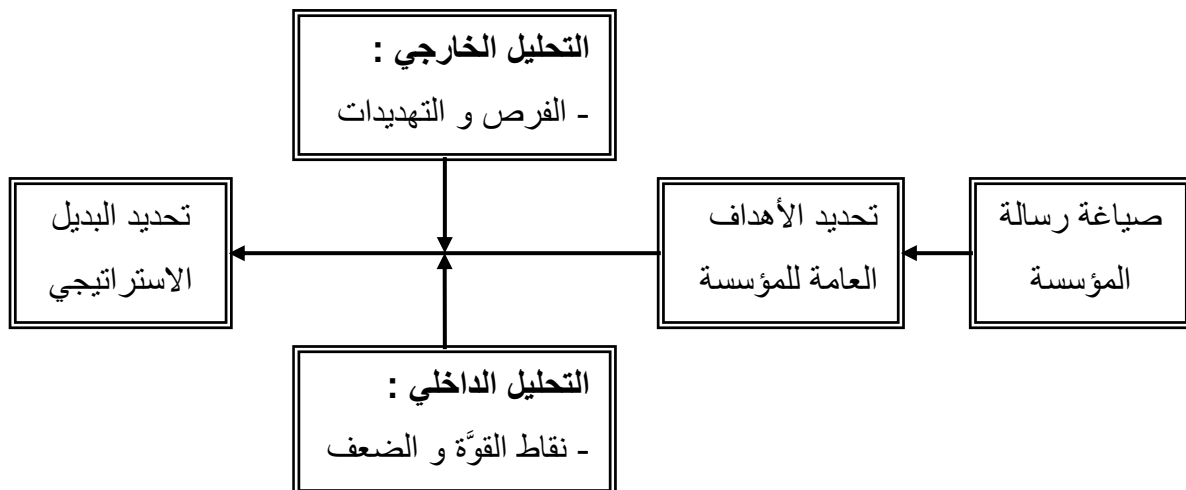 التحليل الخارجي :
- الفرص و التهديدات
صياغة رسالة
المؤسسة
تحديد الأهداف
العامة للمؤسسة
تحديد البديل
الاستراتيجي
التحليل الداخلي :
- نقاط القوَّة و الضعف